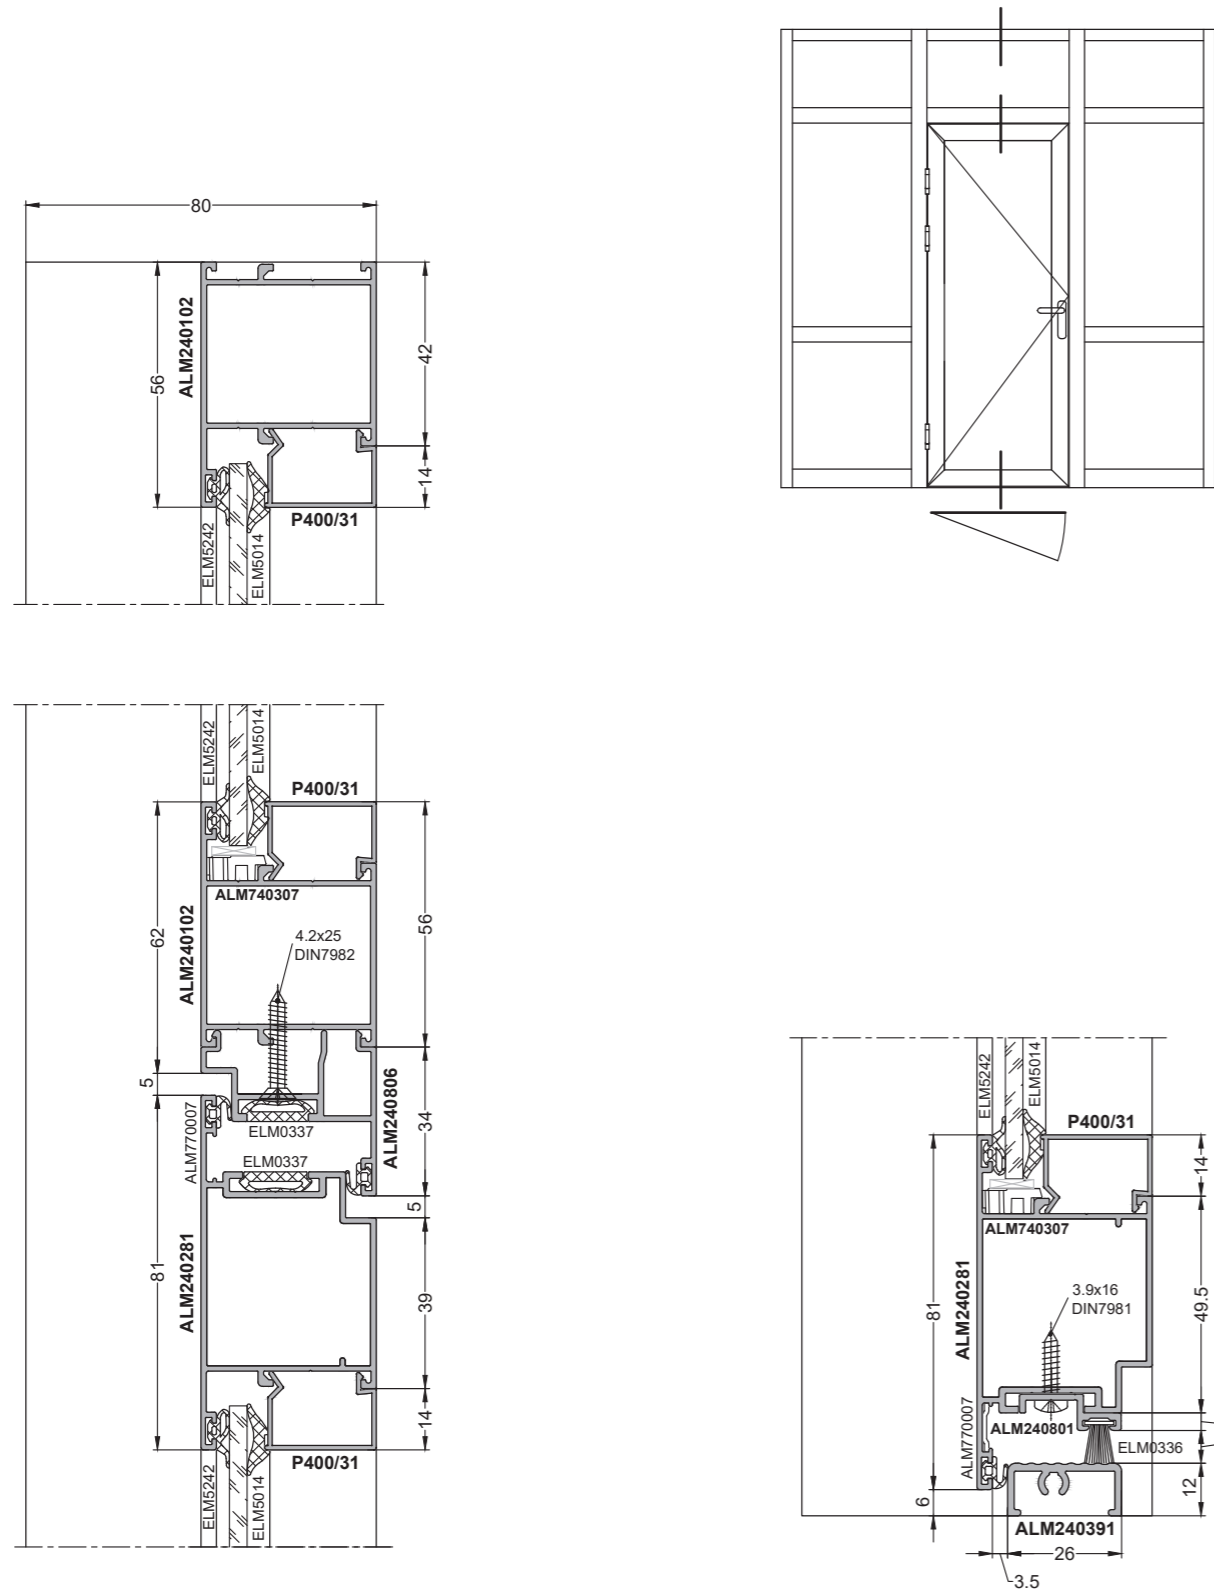 80
ALM240102
56
42
14
P400/31
ELM5242
ELM5014
ELM5242
ELM5014
P400/31
ALM740307
62
ALM240102
4.2x25
DIN7982
56
5
ALM770007
ELM0337
ALM240806
34
ELM0337
5
81
ALM240281
39
14
P400/31
ELM5242
ELM5014
ELM5242
ELM5014
P400/31
14
ALM740307
81
ALM240281
3.9x16
DIN7981
49.5
ALM770007
ALM240801
ELM0336
6
12
ALM240391
26
3.5